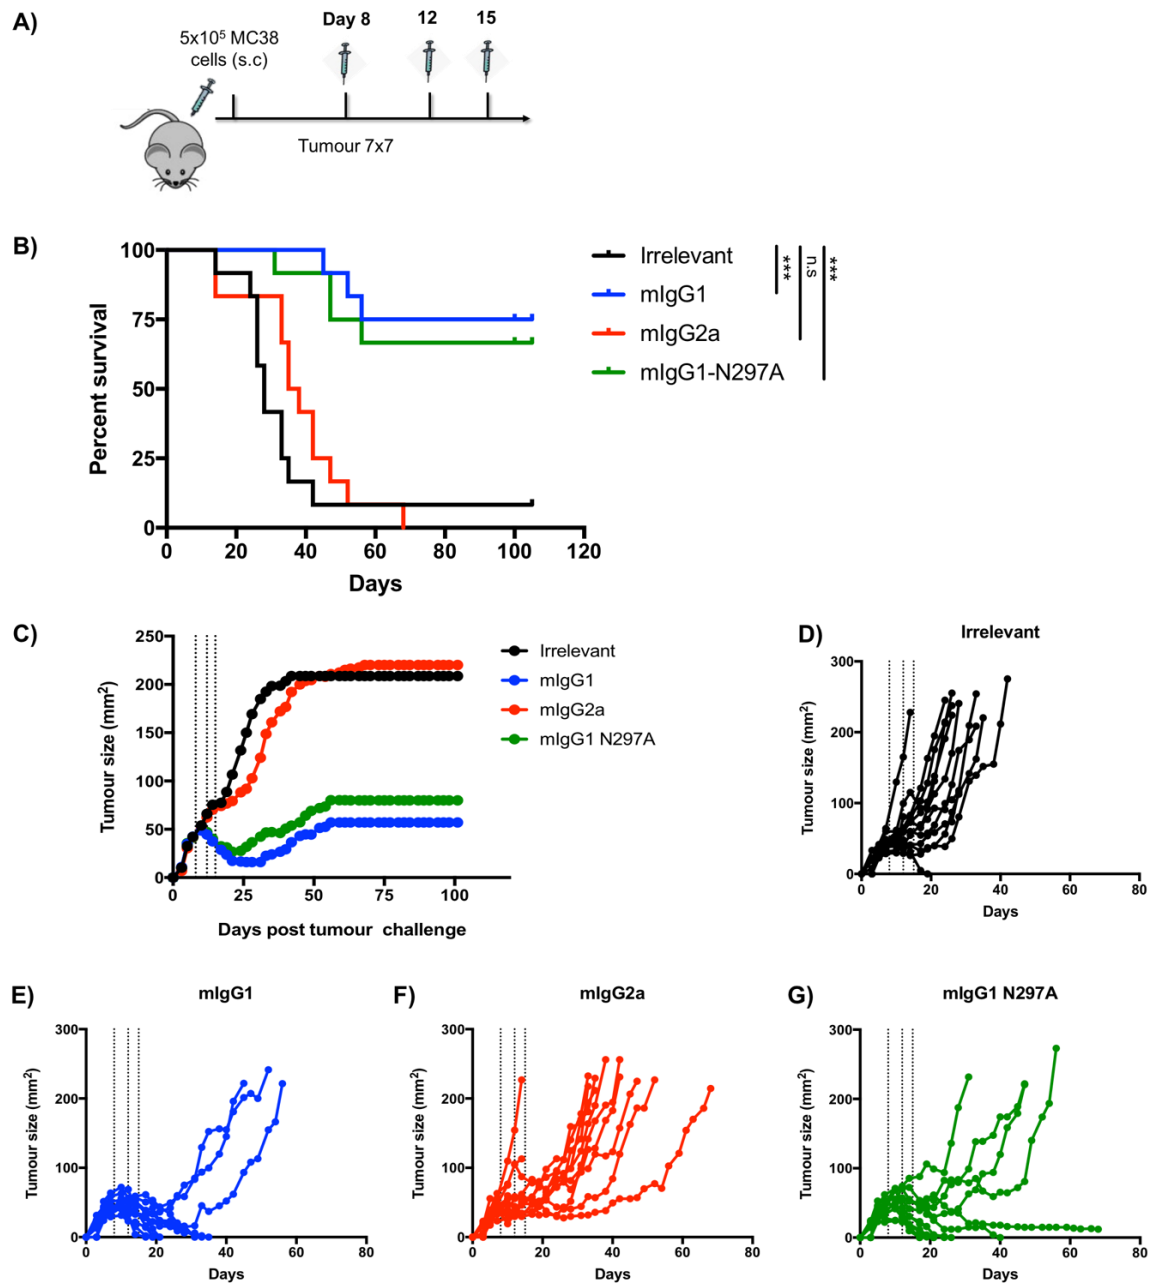 A)
Day 8 12 15
5x10⁵ MC38
cells (s.c)
Tumour 7x7
B)
100
75
50
25
0
Percent survival
0 20 40 60 80 100 120
Days
Irrelevant
mIgG1
mIgG2a
mIgG1-N297A
***
n.s
***
C)
250
200
150
100
50
0
Tumour size (mm²)
0 25 50 75 100
Days post tumour challenge
Irrelevant
mIgG1
mIgG2a
mIgG1 N297A
D)
Irrelevant
300
200
100
0
Tumour size (mm²)
0 20 40 60 80
Days
E)
mIgG1
300
200
100
0
Tumour size (mm²)
0 20 40 60 80
Days
F)
mIgG2a
300
200
100
0
Tumour size (mm²)
0 20 40 60 80
Days
G)
mIgG1 N297A
300
200
100
0
Tumour size (mm²)
0 20 40 60 80
Days